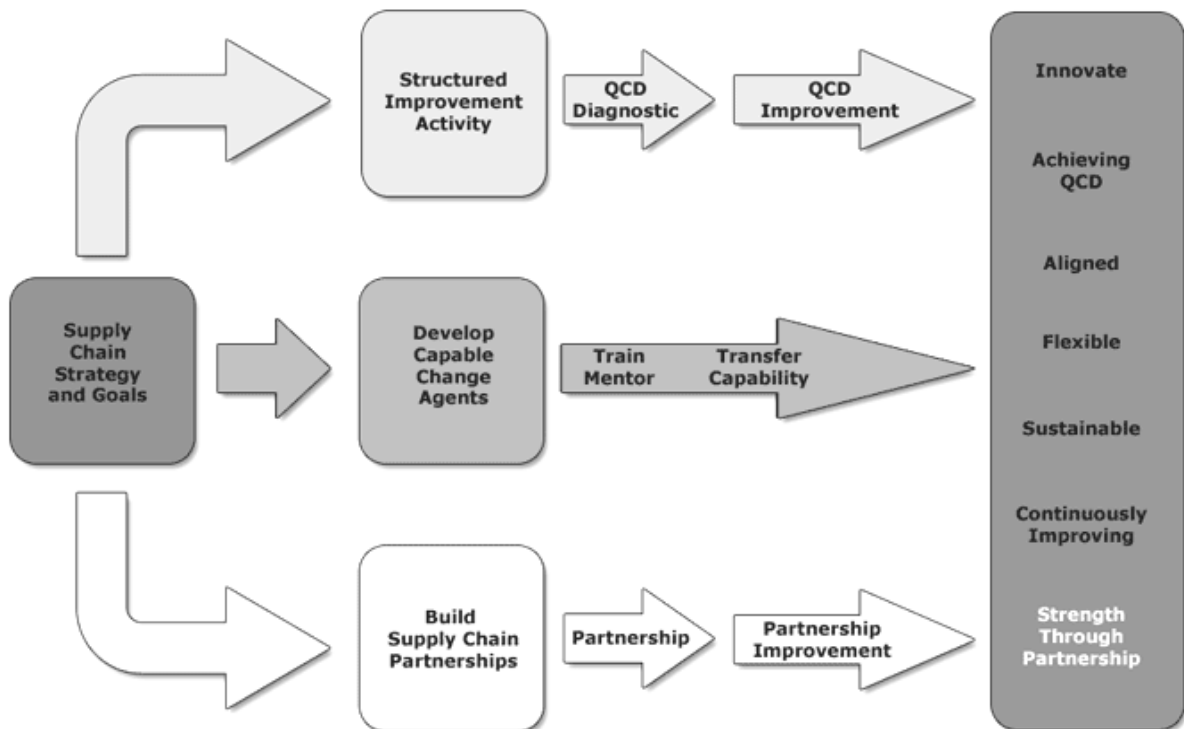 Structured
Improvement
Activity
QCD
Diagnostic
QCD
Improvement
Supply
Chain
Strategy
and Goals
Develop
Capable
Change
Agents
Train
Mentor
Transfer
Capability
Build
Supply Chain
Partnerships
Partnership
Partnership
Improvement
Innovate
Achieving
QCD
Aligned
Flexible
Sustainable
Continuously
Improving
Strength
Through
Partnership